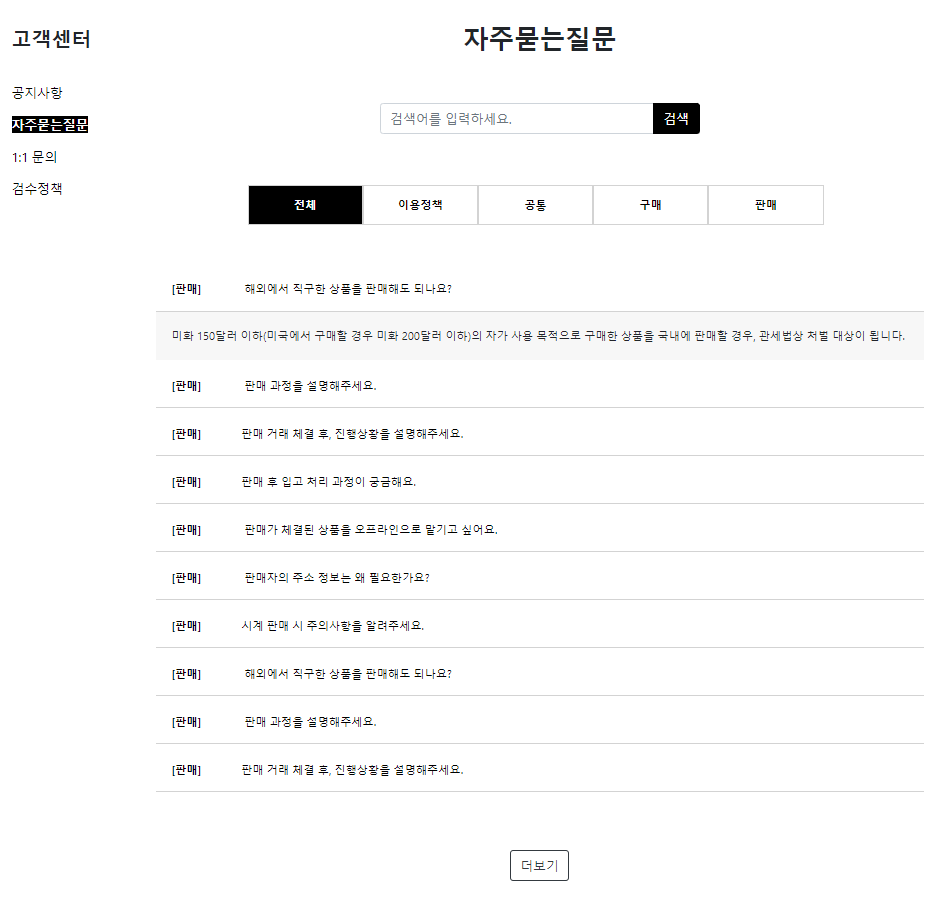 고객센터
공지사항
자주묻는질문
1:1 문의
검수정책
자주묻는질문
검색어를 입력하세요.
검색
전체 이용정책 공통 구매 판매
[판매] 해외에서 직구한 상품을 판매해도 되나요?
미화 150달러 이하(미국에서 구매할 경우 미화 200달러 이하)의 자가 사용 목적으로 구매한 상품을 국내에 판매할 경우, 관세법상 처벌 대상이 됩니다.
[판매] 판매 과정을 설명해주세요.
[판매] 판매 거래 체결 후, 진행상황을 설명해주세요.
[판매] 판매 후 입고 처리 과정이 궁금해요.
[판매] 판매가 체결된 상품을 오프라인으로 맡기고 싶어요.
[판매] 판매자의 주소 정보는 왜 필요한가요?
[판매] 시계 판매 시 주의사항을 알려주세요.
[판매] 해외에서 직구한 상품을 판매해도 되나요?
[판매] 판매 과정을 설명해주세요.
[판매] 판매 거래 체결 후, 진행상황을 설명해주세요.
더보기